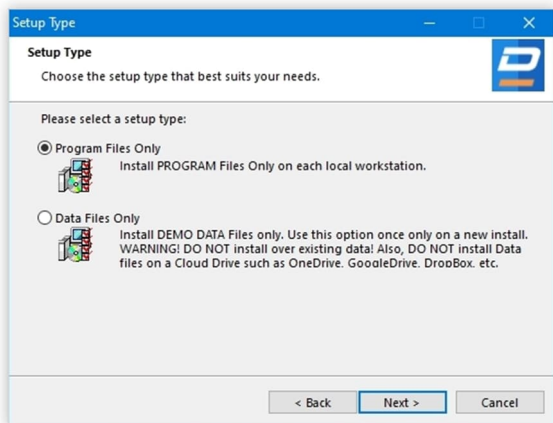 Setup Type
Setup Type
Choose the setup type that best suits your needs.
Please select a setup type:
Program Files Only
Install PROGRAM Files Only on each local workstation.
Data Files Only
Install DEMO DATA Files only. Use this option once only on a new install.
WARNING! DO NOT install over existing data! Also, DO NOT install Data
files on a Cloud Drive such as OneDrive, GoogleDrive, DropBox, etc.
< Back
Next >
Cancel